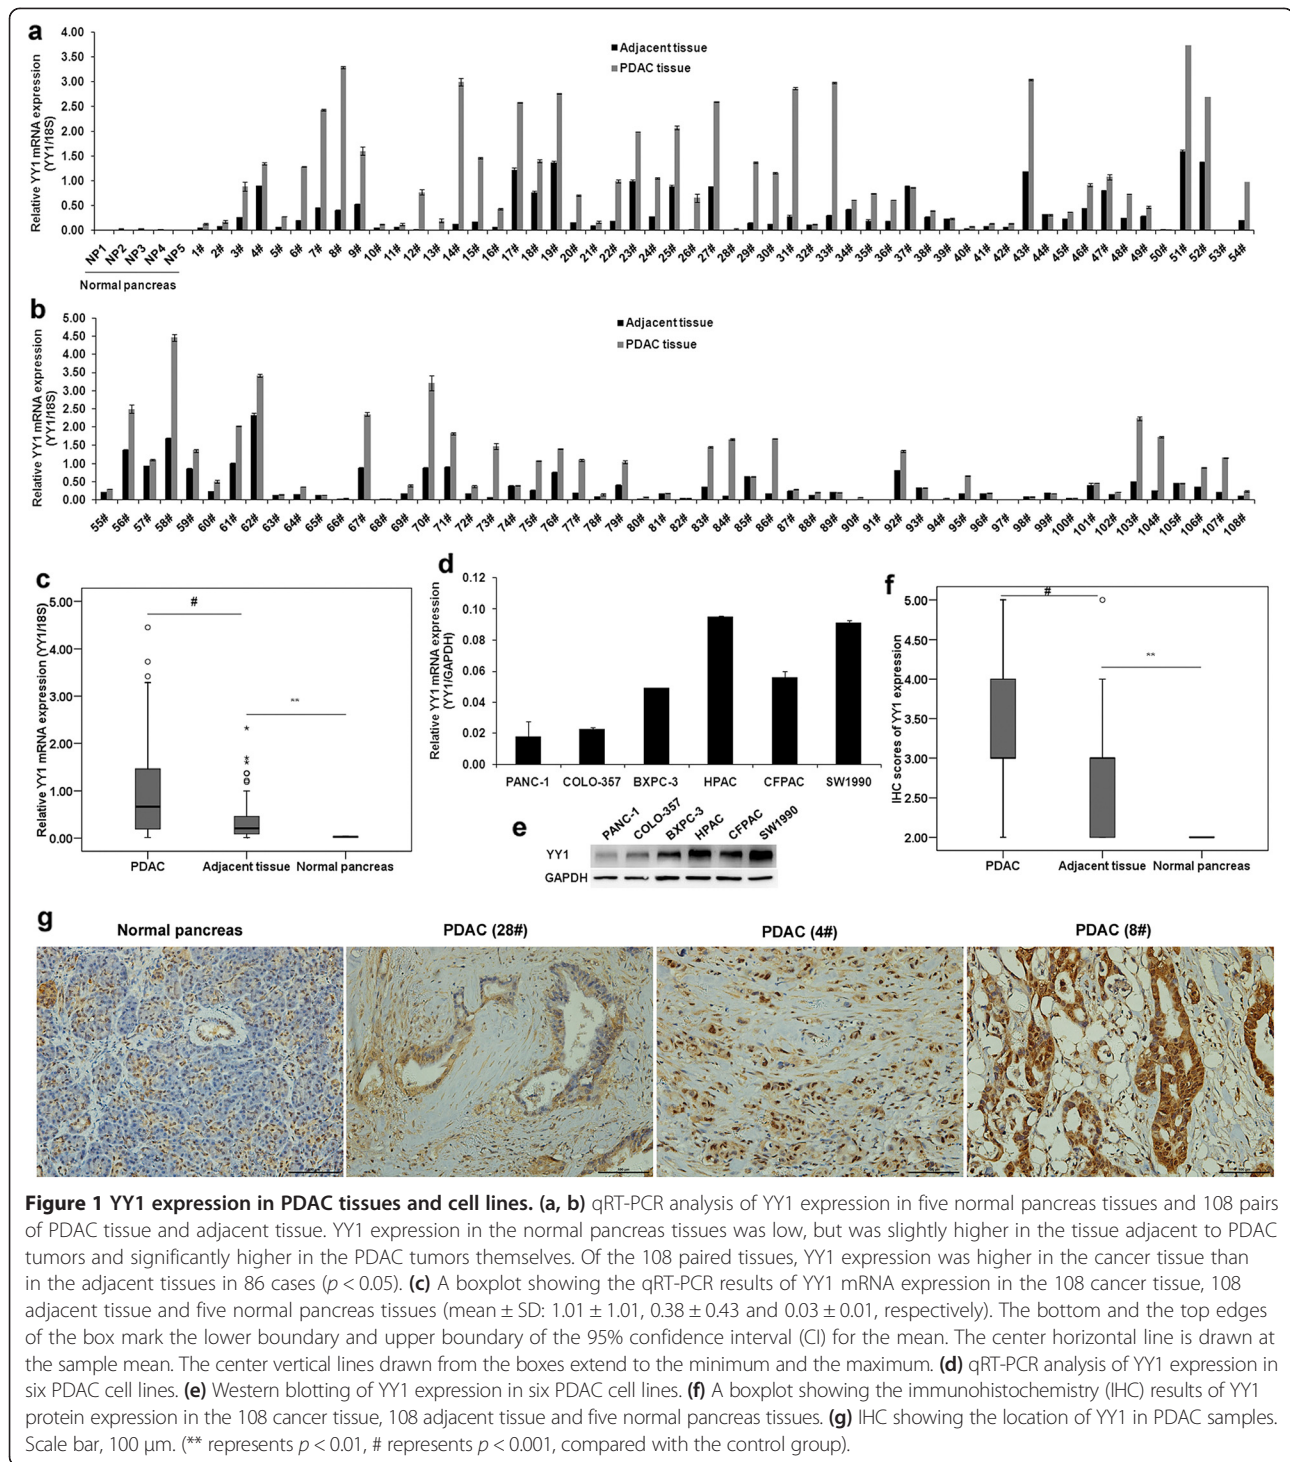 a
4.00
3.50
3.00
2.50
2.00
1.50
1.00
0.50
0.00
Relative YY1 mRNA expression
(YY1/18S)
Adjacent tissue
PDAC tissue
NP1 NP2 NP3 NP4 NP5 1# 2# 3# 4# 5# 6# 7# 8# 9# 10# 11# 12# 13# 14# 15# 16# 17# 18# 19# 20# 21# 22# 23# 24# 25# 26# 27# 28# 29# 30# 31# 32# 33# 34# 35# 36# 37# 38# 39# 40# 41# 42# 43# 44# 45# 46# 47# 48# 49# 50# 51# 52# 53# 54#
Normal pancreas
b
5.00
4.50
4.00
3.50
3.00
2.50
2.00
1.50
1.00
0.50
0.00
Relative YY1 mRNA expression
(YY1/18S)
Adjacent tissue
PDAC tissue
55# 56# 57# 58# 59# 60# 61# 62# 63# 64# 65# 66# 67# 68# 69# 70# 71# 72# 73# 74# 75# 76# 77# 78# 79# 80# 81# 82# 83# 84# 85# 86# 87# 88# 89# 90# 91# 92# 93# 94# 95# 96# 97# 98# 99# 100# 101# 102# 103# 104# 105# 106# 107# 108#
c
Relative YY1 mRNA expression (YY1/18S)
5.00
4.00
3.00
2.00
1.00
0.00
#
**
PDAC Adjacent tissue Normal pancreas
d
Relative YY1 mRNA expression
(YY1/GAPDH)
0.12
0.10
0.08
0.06
0.04
0.02
0.00
PANC-1 COLO-357 BXPC-3 HPAC CFPAC SW1990
e
PANC-1 COLO-357 BXPC-3 HPAC CFPAC SW1990
YY1
GAPDH
f
IHC scores of YY1 expression
5.00
4.50
4.00
3.50
3.00
2.50
2.00
#
**
PDAC Adjacent tissue Normal pancreas
g
Normal pancreas PDAC (28#) PDAC (4#) PDAC (8#)
Figure 1 YY1 expression in PDAC tissues and cell lines. (a, b) qRT-PCR analysis of YY1 expression in five normal pancreas tissues and 108 pairs
of PDAC tissue and adjacent tissue. YY1 expression in the normal pancreas tissues was low, but was slightly higher in the tissue adjacent to PDAC
tumors and significantly higher in the PDAC tumors themselves. Of the 108 paired tissues, YY1 expression was higher in the cancer tissue than
in the adjacent tissues in 86 cases (p < 0.05). (c) A boxplot showing the qRT-PCR results of YY1 mRNA expression in the 108 cancer tissue, 108
adjacent tissue and five normal pancreas tissues (mean ± SD: 1.01 ± 1.01, 0.38 ± 0.43 and 0.03 ± 0.01, respectively). The bottom and the top edges
of the box mark the lower boundary and upper boundary of the 95% confidence interval (CI) for the mean. The center horizontal line is drawn at
the sample mean. The center vertical lines drawn from the boxes extend to the minimum and the maximum. (d) qRT-PCR analysis of YY1 expression in
six PDAC cell lines. (e) Western blotting of YY1 expression in six PDAC cell lines. (f) A boxplot showing the immunohistochemistry (IHC) results of YY1
protein expression in the 108 cancer tissue, 108 adjacent tissue and five normal pancreas tissues. (g) IHC showing the location of YY1 in PDAC samples.
Scale bar, 100 μm. (** represents p < 0.01, # represents p < 0.001, compared with the control group).